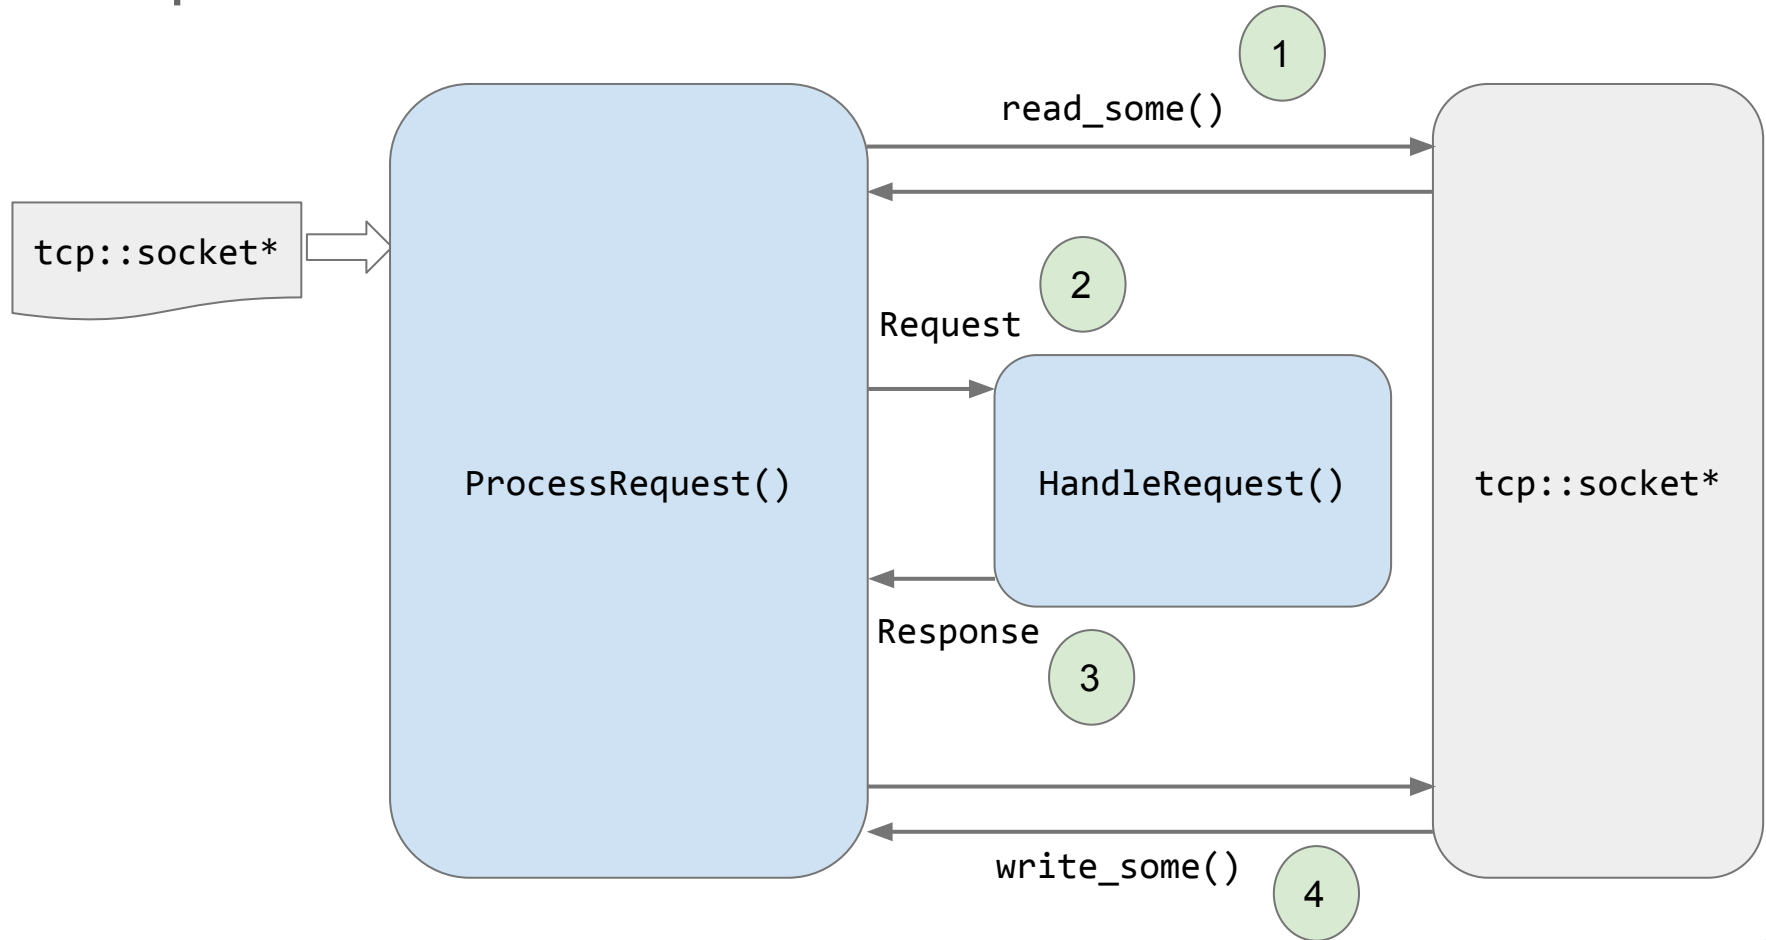 1
read_some()
tcp::socket*
2
Request
ProcessRequest()
HandleRequest()
tcp::socket*
Response
3
write_some()
4